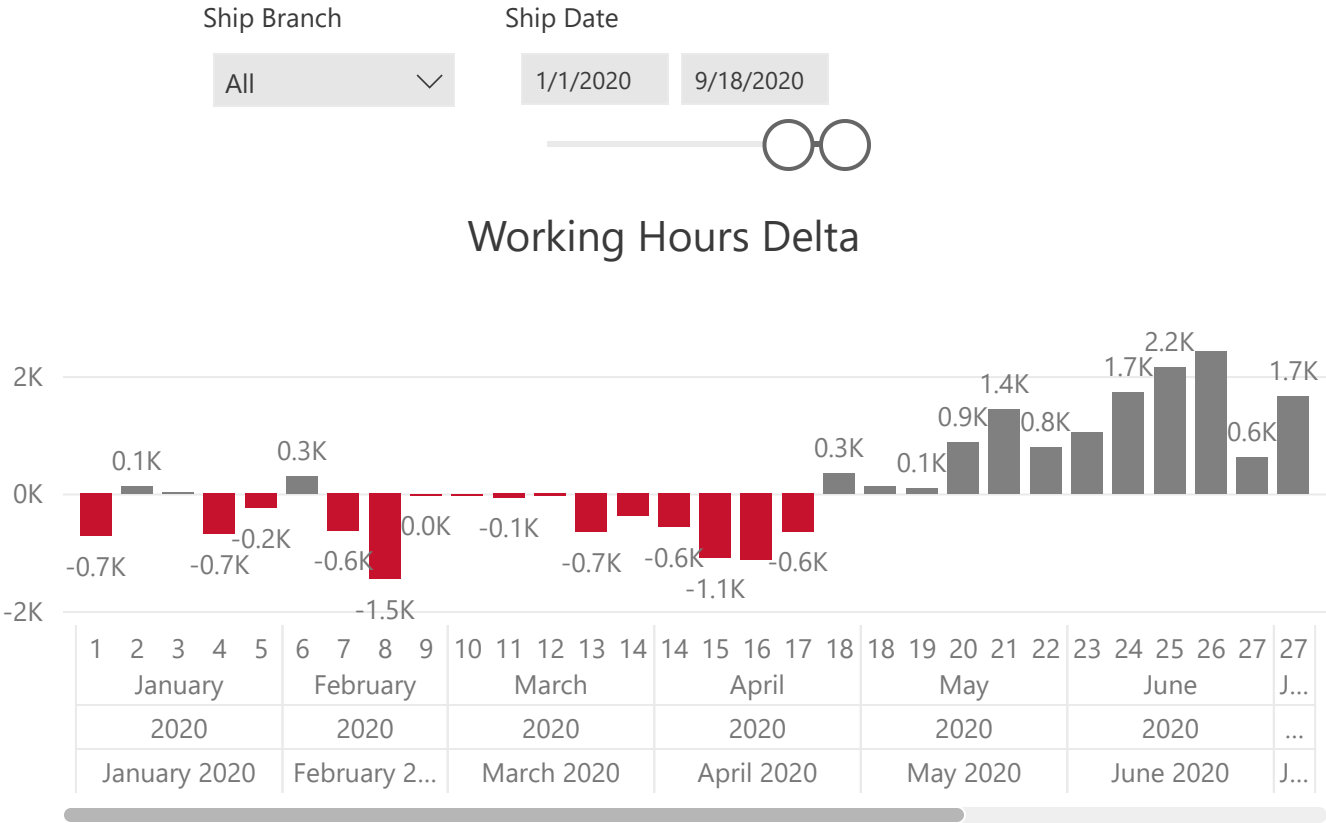 Ship Branch
Ship Date
All
1/1/2020
9/18/2020
Working Hours Delta
2K
0K
-2K
-0.7K
0.1K
-0.7K
-0.2K
0.3K
-0.6K
-1.5K
0.0K
-0.1K
-0.7K
-0.6K
-1.1K
-0.6K
0.3K
0.1K
0.9K
1.4K
0.8K
1.7K
2.2K
0.6K
1.7K
1 2 3 4 5 6 7 8 9 10 11 12 13 14 14 15 16 17 18 18 19 20 21 22 23 24 25 26 27 27
January February March April May June J...
2020 2020 2020 2020 2020 2020 ...
January 2020 February 2... March 2020 April 2020 May 2020 June 2020 J...